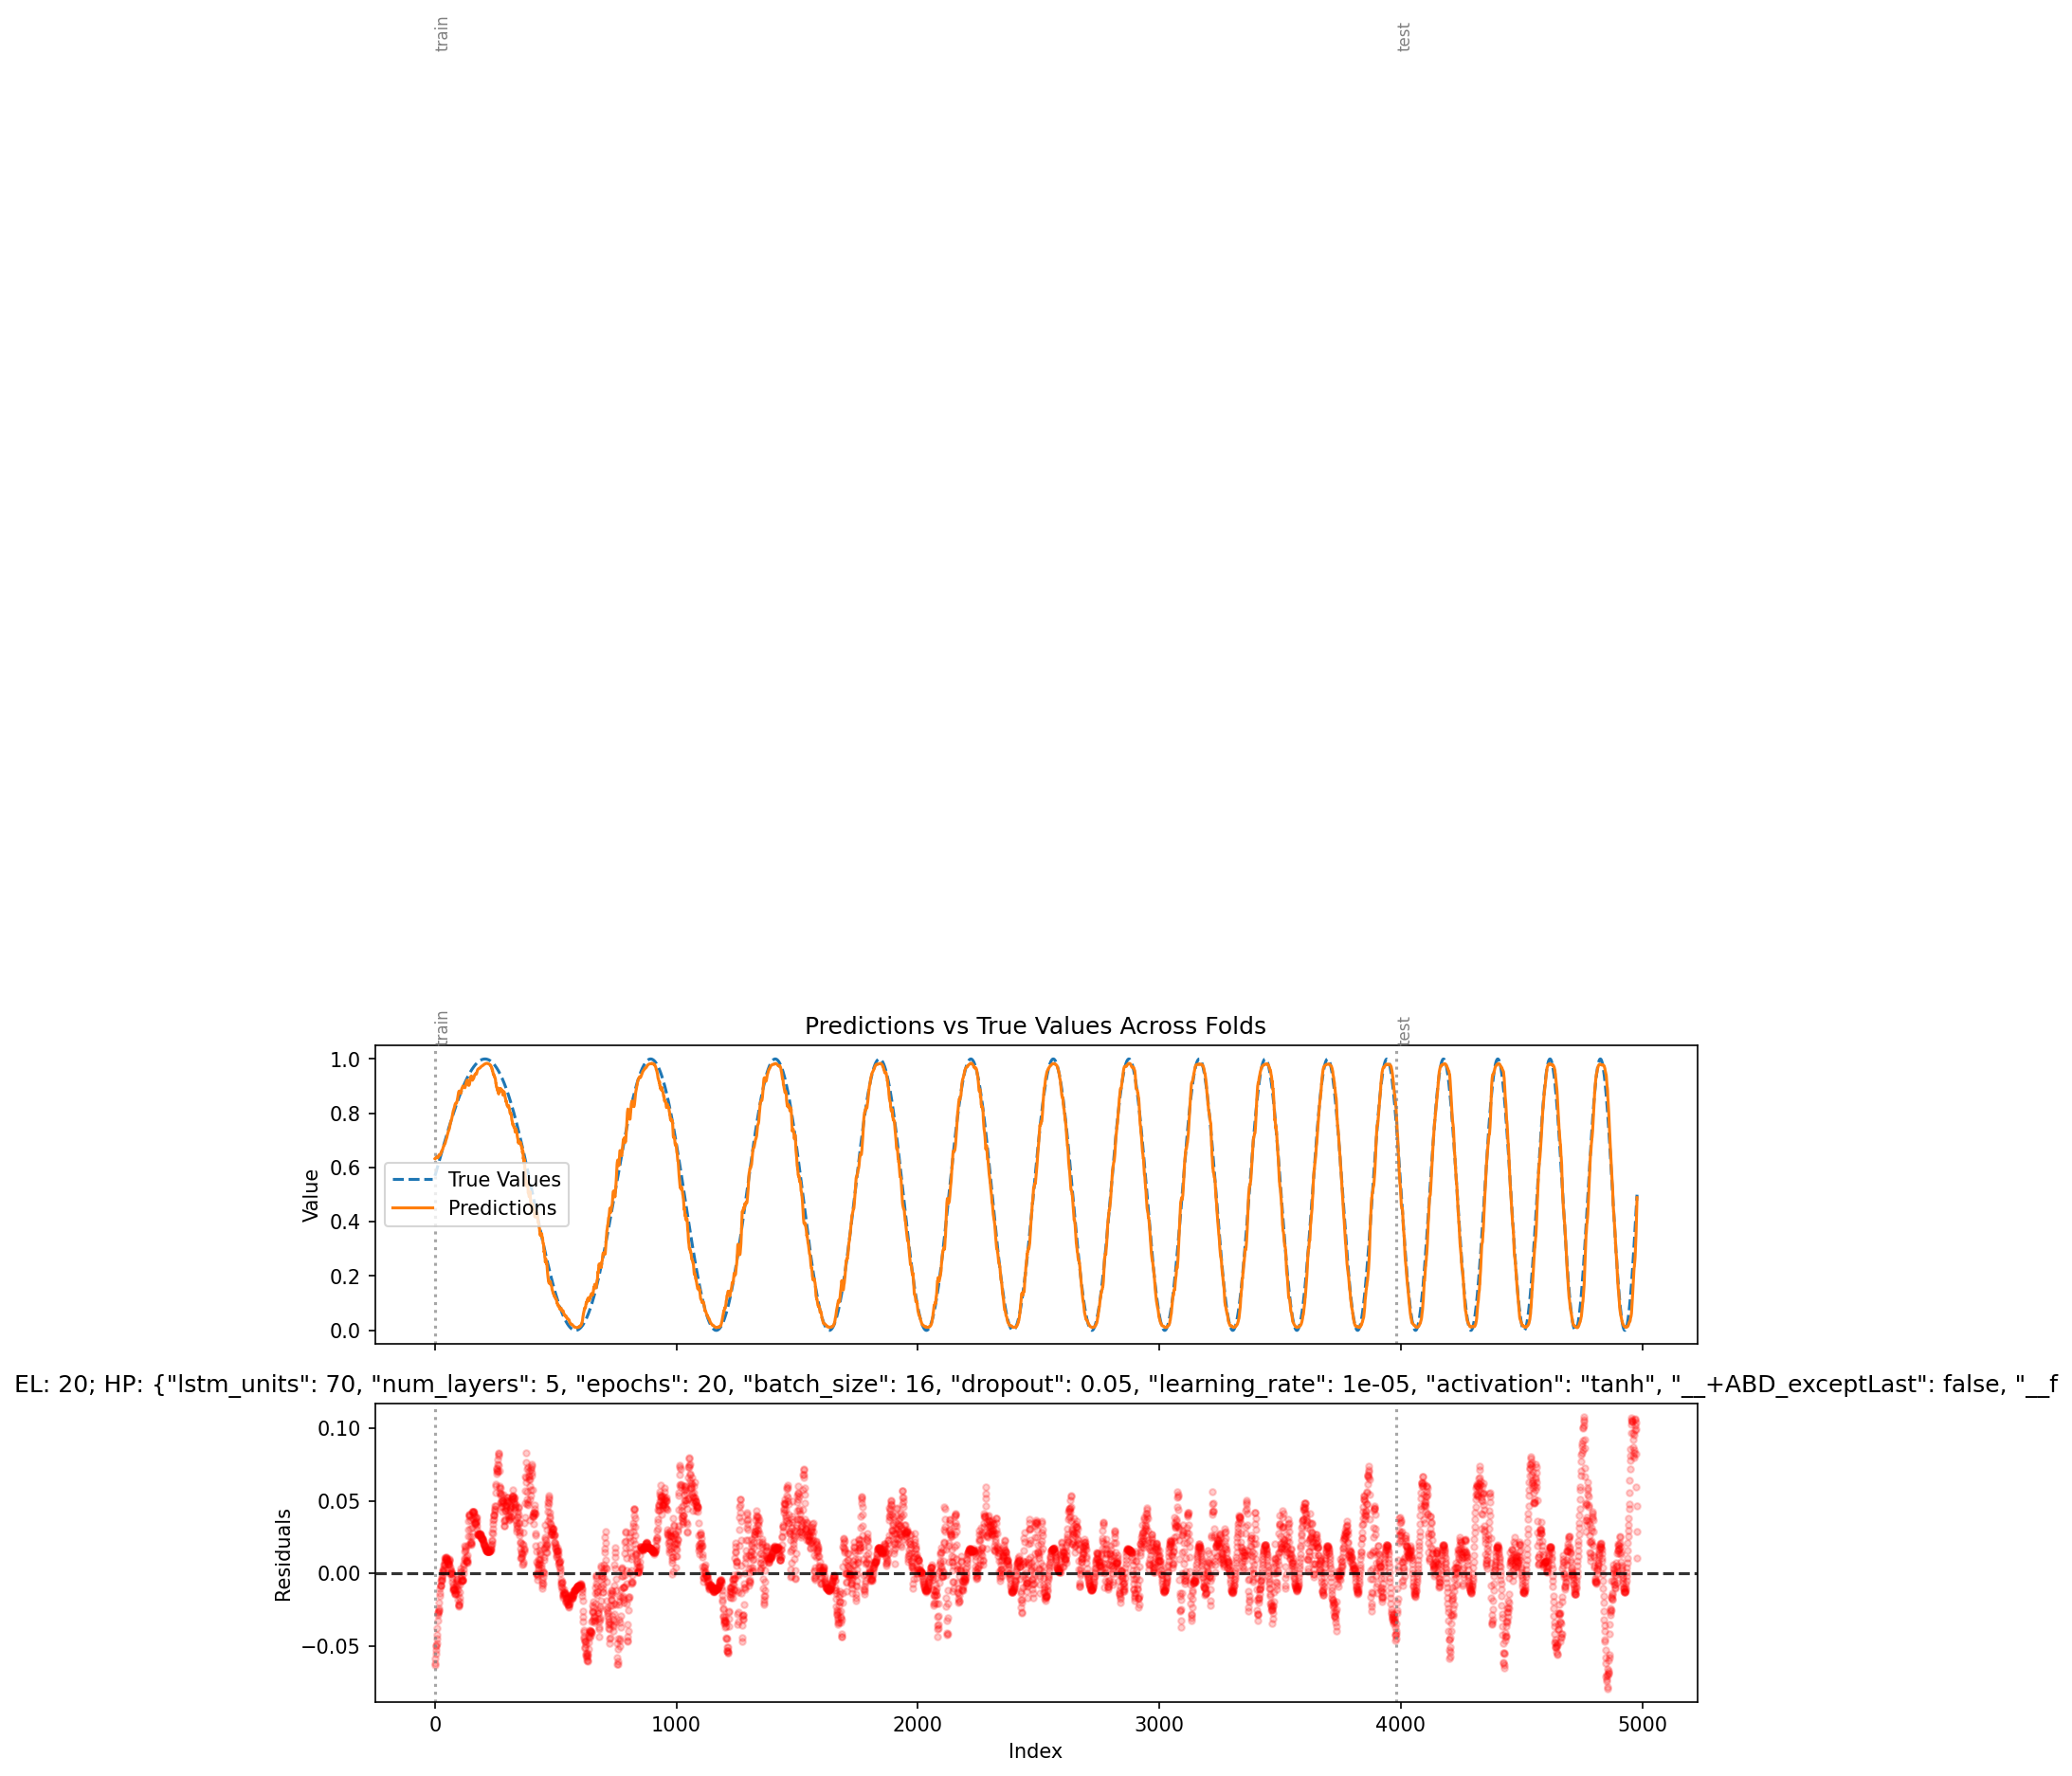 train
test
Predictions vs True Values Across Folds
train
test
1.0
0.8
0.6
0.4
0.2
0.0
Value
True Values
Predictions
EL: 20; HP: {"lstm_units": 70, "num_layers": 5, "epochs": 20, "batch_size": 16, "dropout": 0.05, "learning_rate": 1e-05, "activation": "tanh", "__+ABD_exceptLast": false, "__f
0.10
0.05
0.00
−0.05
Residuals
0
1000
2000
3000
4000
5000
Index